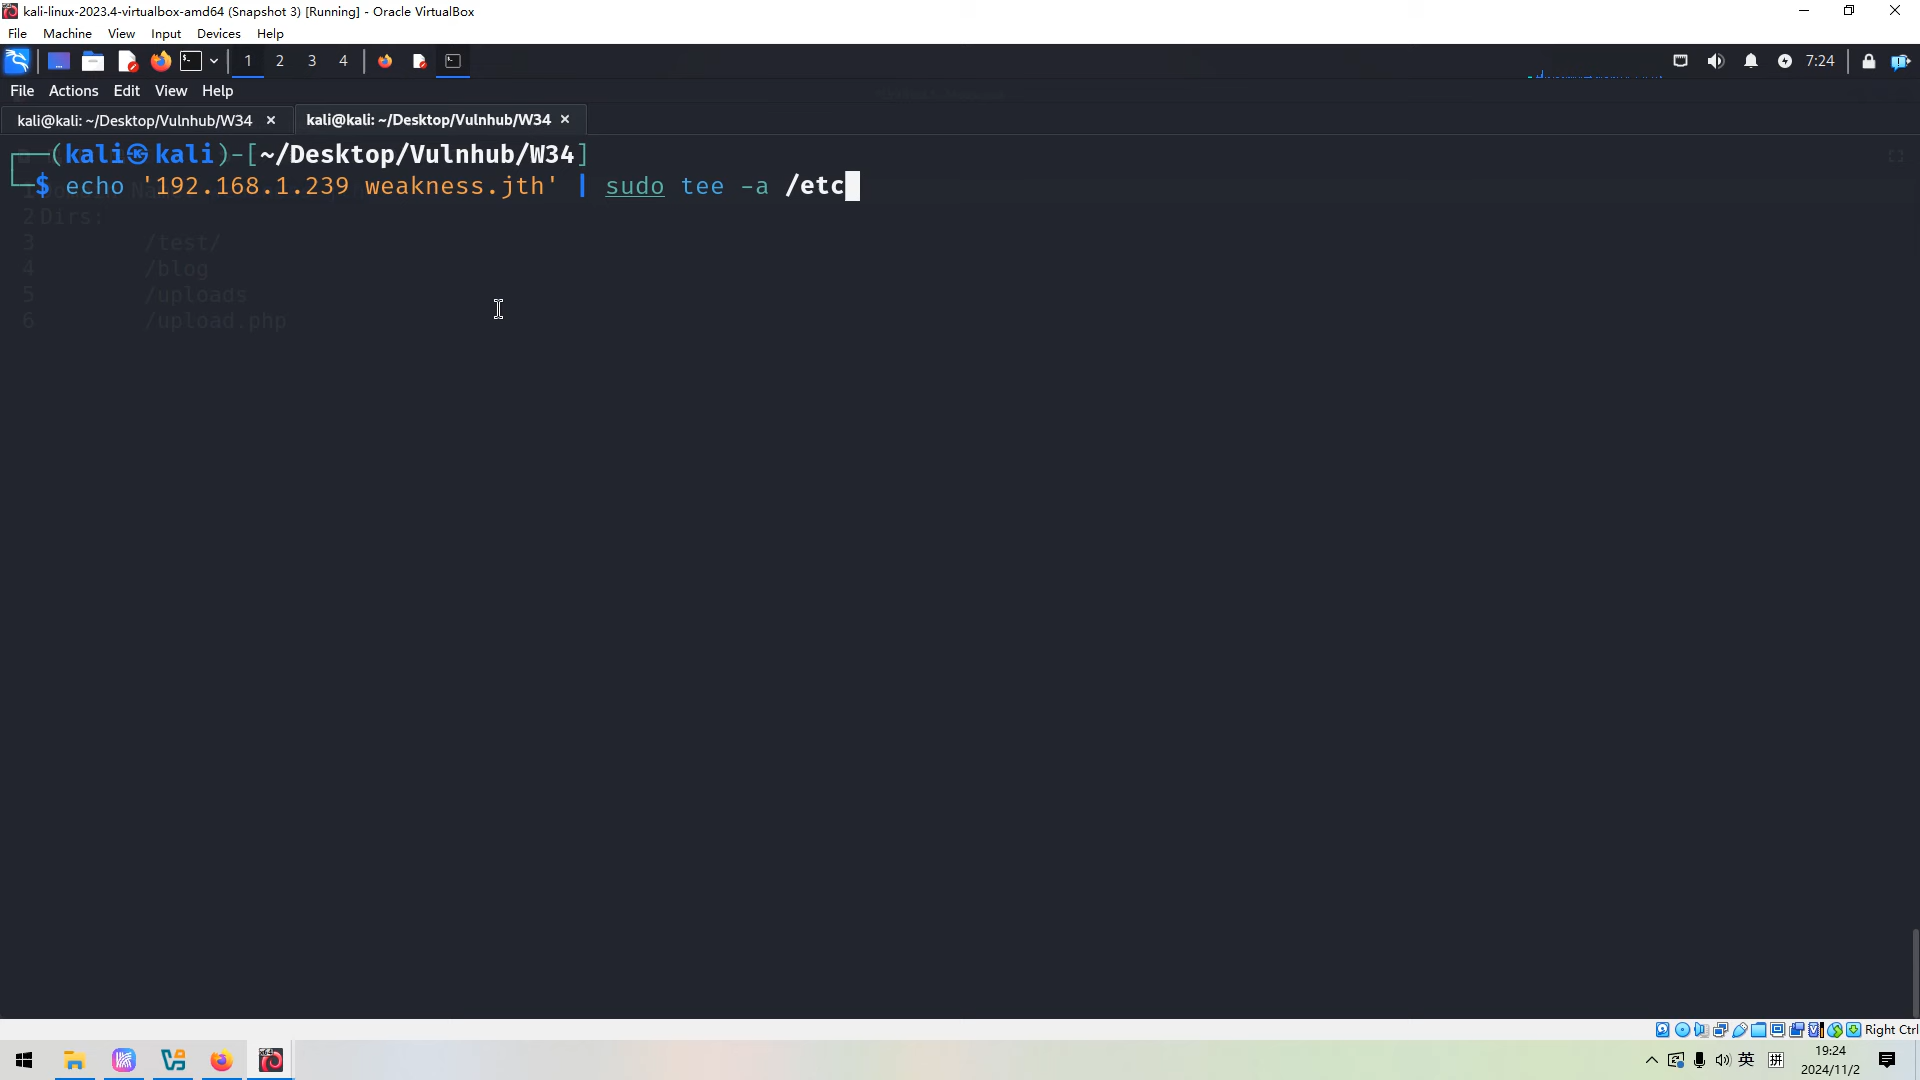 kali-linux-2023.4-virtualbox-amd64 (Snapshot 3) [Running] - Oracle VirtualBox
File Machine View Input Devices Help
1 2 3 4 7:24
File Actions Edit View Help
kali@kali: ~/Desktop/Vulnhub/W34 × kali@kali: ~/Desktop/Vulnhub/W34 ×
(kali㉿kali)-[~/Desktop/Vulnhub/W34]
$ echo '192.168.1.239 weakness.jth' | sudo tee -a /etc
2 Dirs:
3 /test/
4 /blog
5 /uploads
6 /upload.php
Right Ctrl
英 拼 19:24
2024/11/2